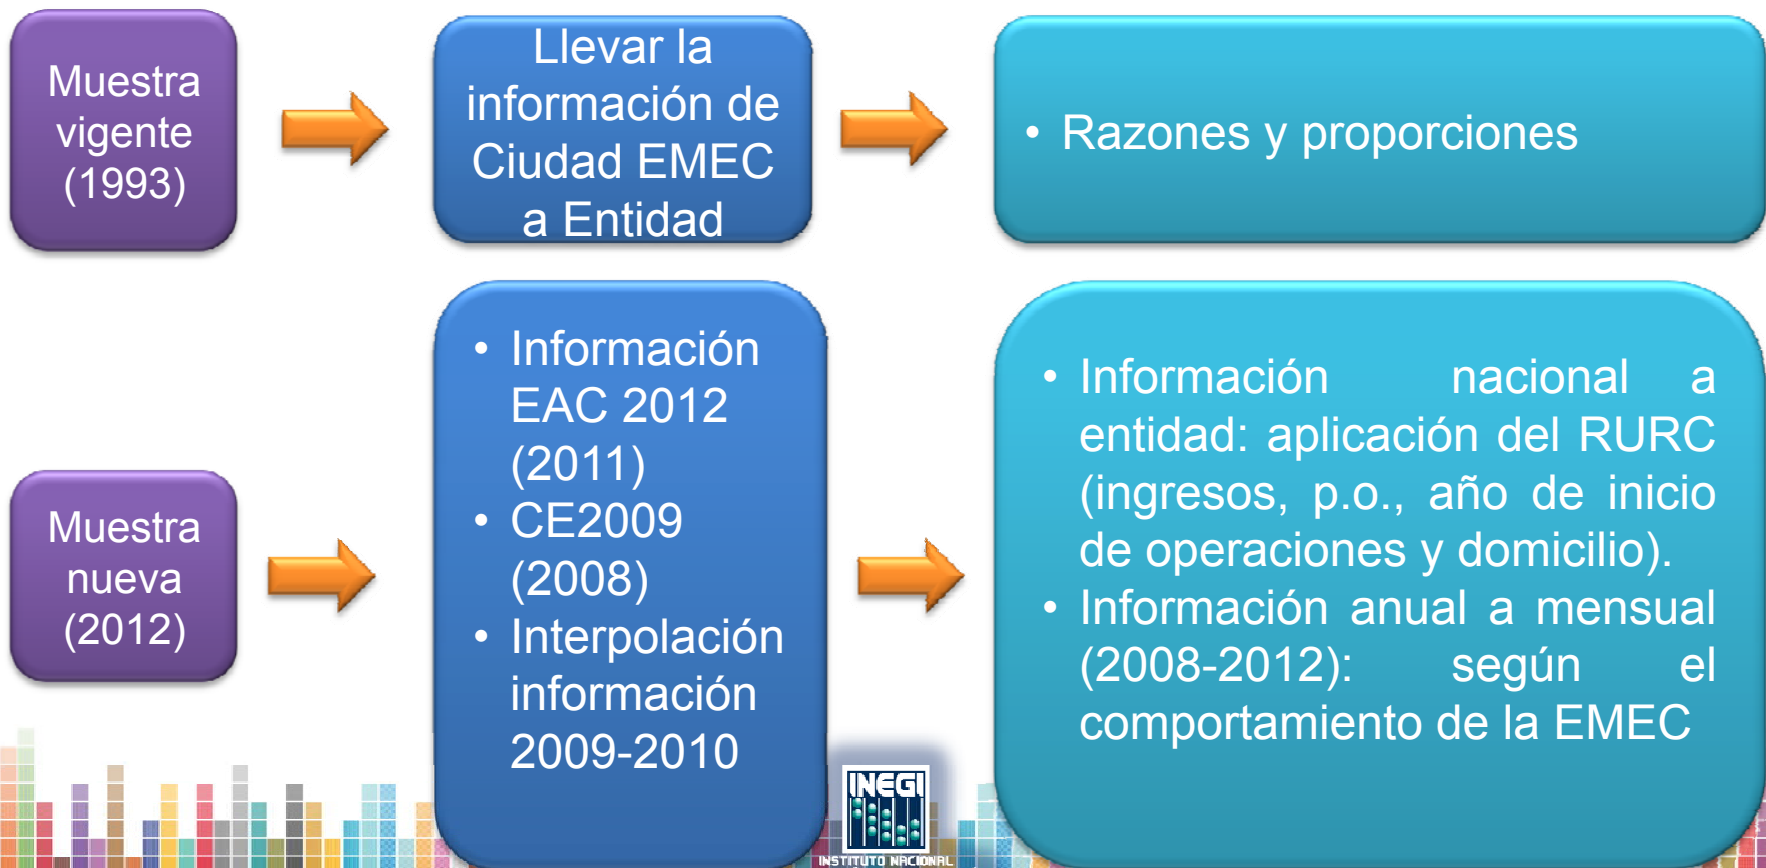 Muestra
vigente
(1993)
Llevar la
información de
Ciudad EMEC
a Entidad
• Razones y proporciones
Muestra
nueva
(2012)
• Información
EAC 2012
(2011)
• CE2009
(2008)
• Interpolación
información
2009-2010
• Información nacional a
entidad: aplicación del RURC
(ingresos, p.o., año de inicio
de operaciones y domicilio).
• Información anual a mensual
(2008-2012): según el
comportamiento de la EMEC
INEGI
INSTITUTO NACIONAL